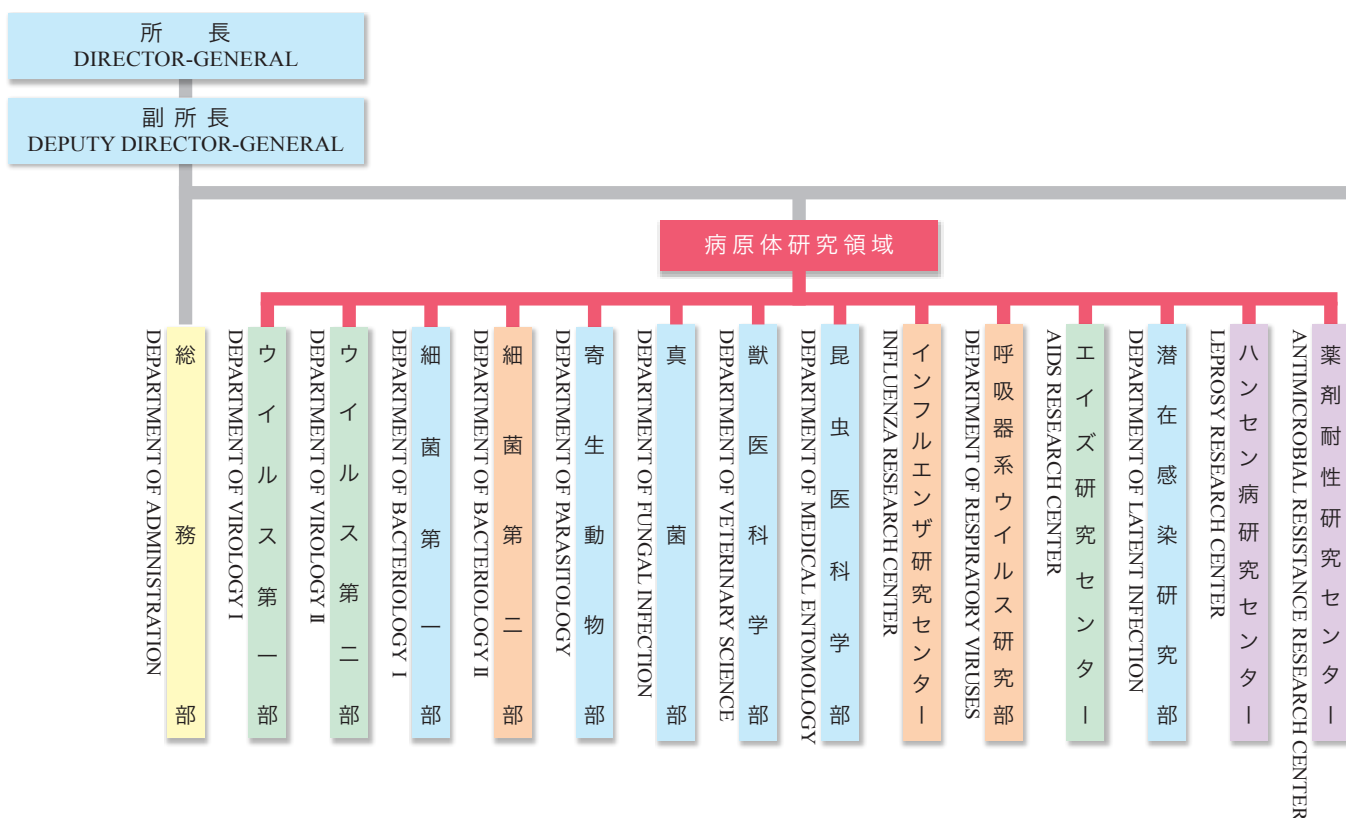 所長
DIRECTOR-GENERAL
副所長
DEPUTY DIRECTOR-GENERAL
病原体研究領域
総務部
DEPARTMENT OF ADMINISTRATION
ウイルス第一部
DEPARTMENT OF VIROLOGY I
ウイルス第二部
DEPARTMENT OF VIROLOGY II
細菌第一部
DEPARTMENT OF BACTERIOLOGY I
細菌第二部
DEPARTMENT OF BACTERIOLOGY II
寄生動物部
DEPARTMENT OF PARASITOLOGY
真菌部
DEPARTMENT OF FUNGAL INFECTION
獣医科学部
DEPARTMENT OF VETERINARY SCIENCE
昆虫医科学部
DEPARTMENT OF MEDICAL ENTOMOLOGY
インフルエンザ研究センター
INFLUENZA RESEARCH CENTER
呼吸器系ウイルス研究部
DEPARTMENT OF RESPIRATORY VIRUSES
エイズ研究センター
AIDS RESEARCH CENTER
潜在感染研究部
DEPARTMENT OF LATENT INFECTION
ハンセン病研究センター
LEPROSY RESEARCH CENTER
薬剤耐性研究センター
ANTIMICROBIAL RESISTANCE RESEARCH CENTER